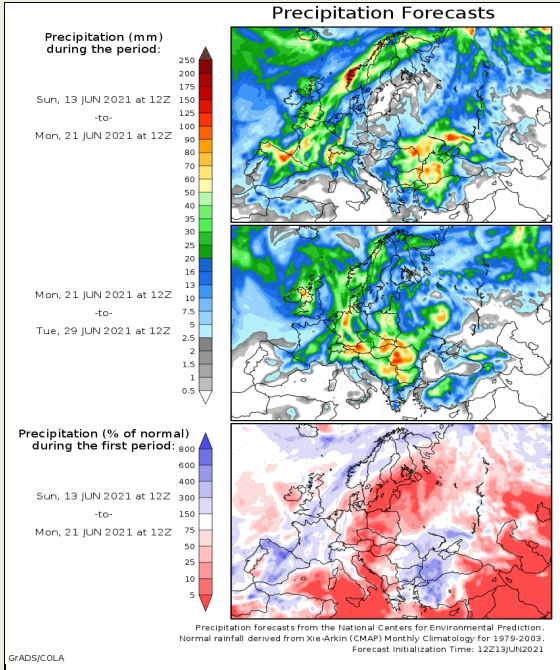 Precipitation Forecasts
Precipitation (mm)
during the period:
Sun, 13 JUN 2021 at 12Z
-to-
Mon, 21 JUN 2021 at 12Z
250
200
175
150
125
100
90
80
70
60
50
40
35
30
25
20
16
13
10
7.5
5
2.5
2
1.5
1
0.5
Mon, 21 JUN 2021 at 12Z
-to-
Tue, 29 JUN 2021 at 12Z
Precipitation (% of normal)
during the first period:
Sun, 13 JUN 2021 at 12Z
-to-
Mon, 21 JUN 2021 at 12Z
800
600
400
300
150
75
50
25
10
5
Precipitation forecasts from the National Centers for Environmental Prediction.
Normal rainfall derived from Xie-Arkin (CMAP) Monthly Climatology for 1979-2003.
Forecast Initialization Time: 12Z13JUN2021
GrADS/COLA